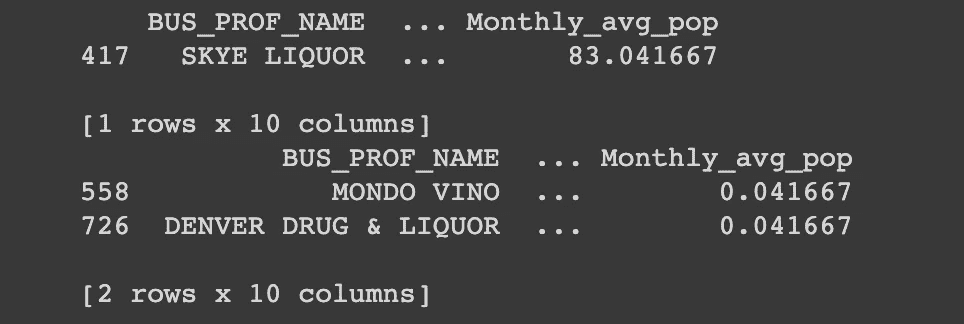 BUS_PROF_NAME ... Monthly_avg_pop
417 SKYE LIQUOR ... 83.041667
[1 rows x 10 columns]
BUS_PROF_NAME ... Monthly_avg_pop
558 MONDO VINO ... 0.041667
726 DENVER DRUG & LIQUOR ... 0.041667
[2 rows x 10 columns]